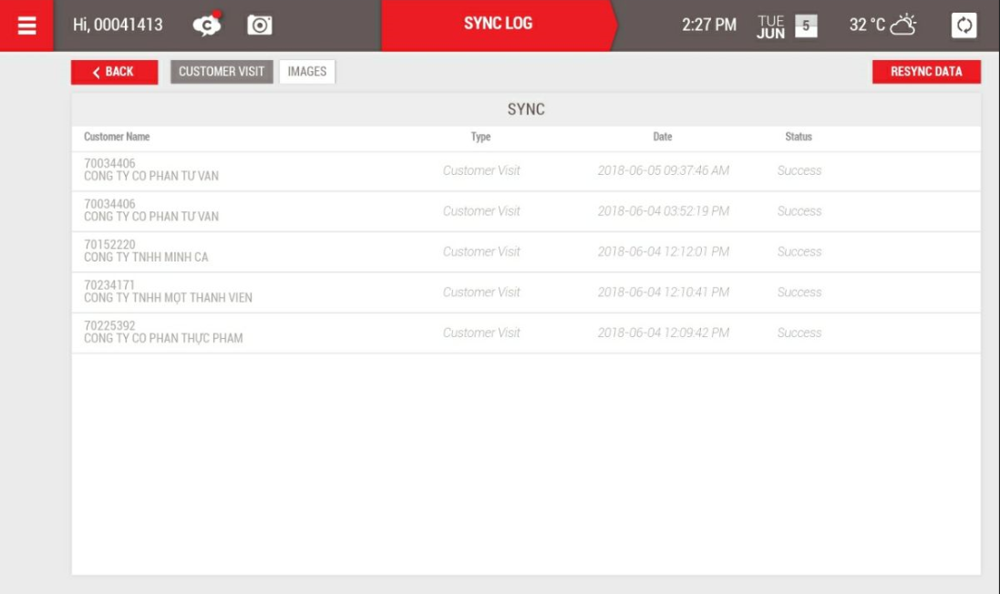 Hi, 00041413
SYNC LOG
2:27 PM
TUE
JUN
5
32 °C
BACK
CUSTOMER VISIT
IMAGES
RESYNC DATA
SYNC
Customer Name Type Date Status
70034406
CONG TY CO PHAN TƯ VAN
Customer Visit 2018-06-05 09:37:46 AM Success
70034406
CONG TY CO PHAN TƯ VAN
Customer Visit 2018-06-04 03:52:19 PM Success
70152220
CONG TY TNHH MINH CA
Customer Visit 2018-06-04 12:12:01 PM Success
70234171
CONG TY TNHH MỌT THANH VIEN
Customer Visit 2018-06-04 12:10:41 PM Success
70225392
CONG TY CO PHAN THỰC PHAM
Customer Visit 2018-06-04 12:09:42 PM Success